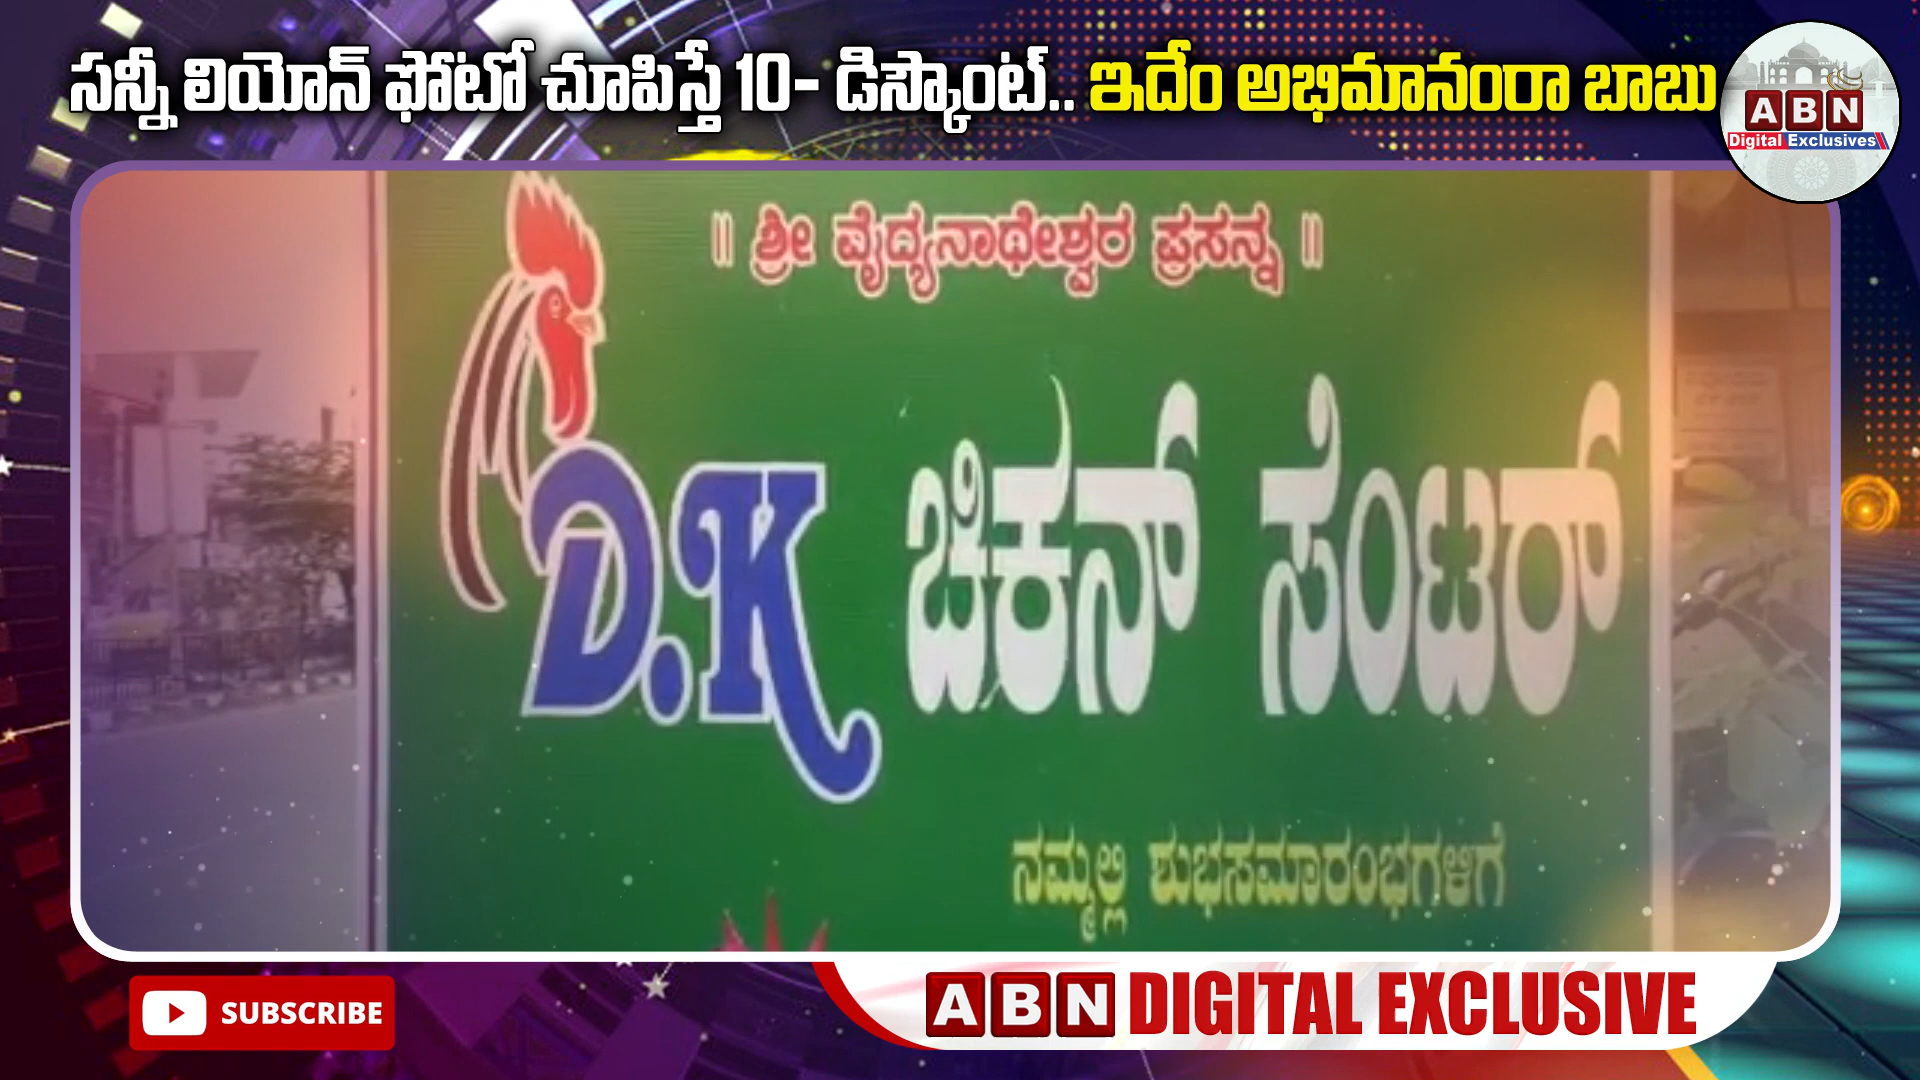 సన్నీ లియోన్ ఫోటో చూపిస్తే 10- డిస్కౌంట్.. ఇదేం అభిమానంరా బాబు
ABN
Digital Exclusives
॥ ಶ್ರೀ ವೈದ್ಯನಾಥೇಶ್ವರ ಪ್ರಸನ್ನ ॥
D.K ಚಿಕನ್ ಸೆಂಟರ್
ನಮ್ಮಲ್ಲಿ ಶುಭಸಮಾರಂಭಗಳಿಗೆ
SUBSCRIBE
ABN DIGITAL EXCLUSIVE